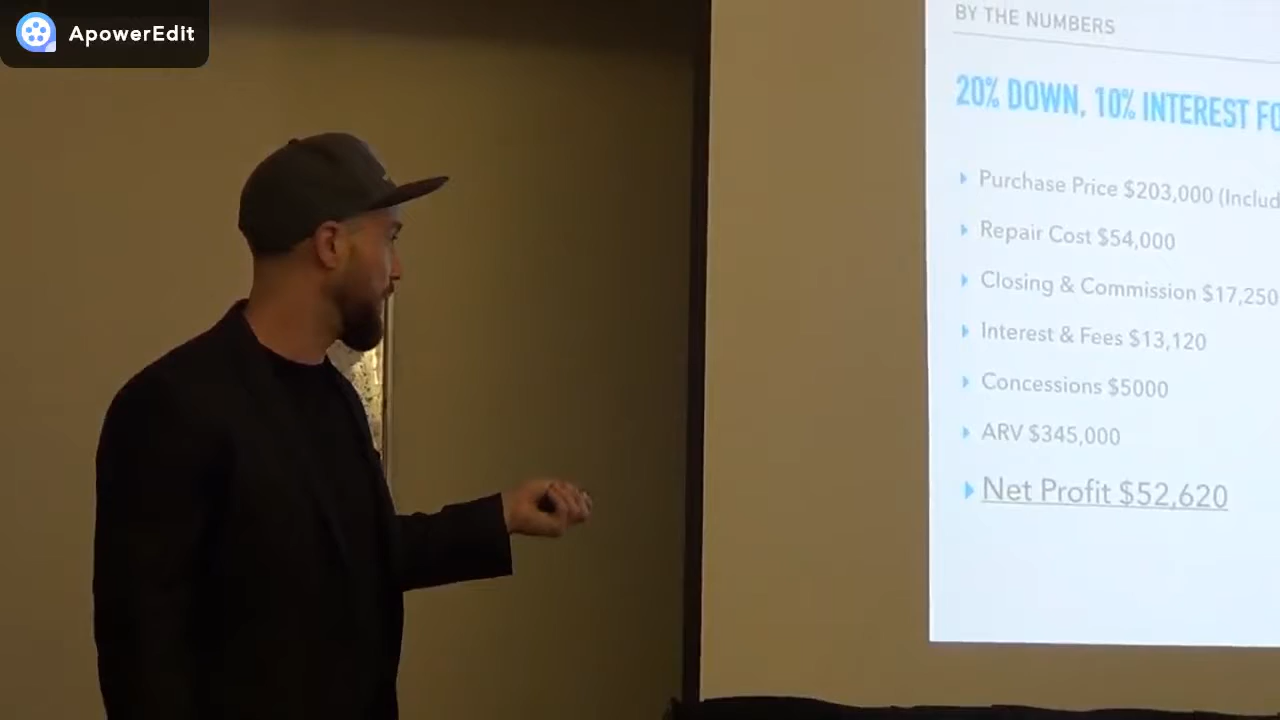 ApowerEdit
BY THE NUMBERS
20% DOWN, 10% INTEREST FO
Purchase Price $203,000 (Includ
Repair Cost $54,000
Closing & Commission $17,250
Interest & Fees $13,120
Concessions $5000
ARV $345,000
Net Profit $52,620